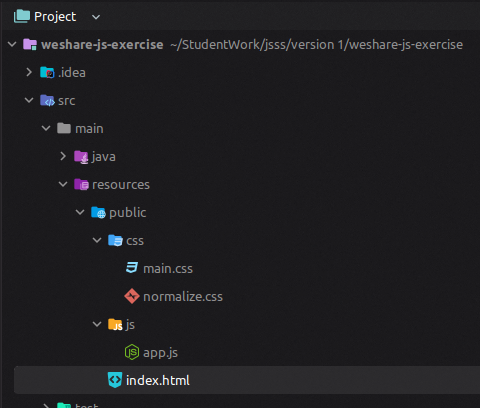 Project
weshare-js-exercise ~/StudentWork/jsss/version 1/weshare-js-exercise
.idea
src
main
java
resources
public
css
main.css
normalize.css
js
app.js
index.html
test